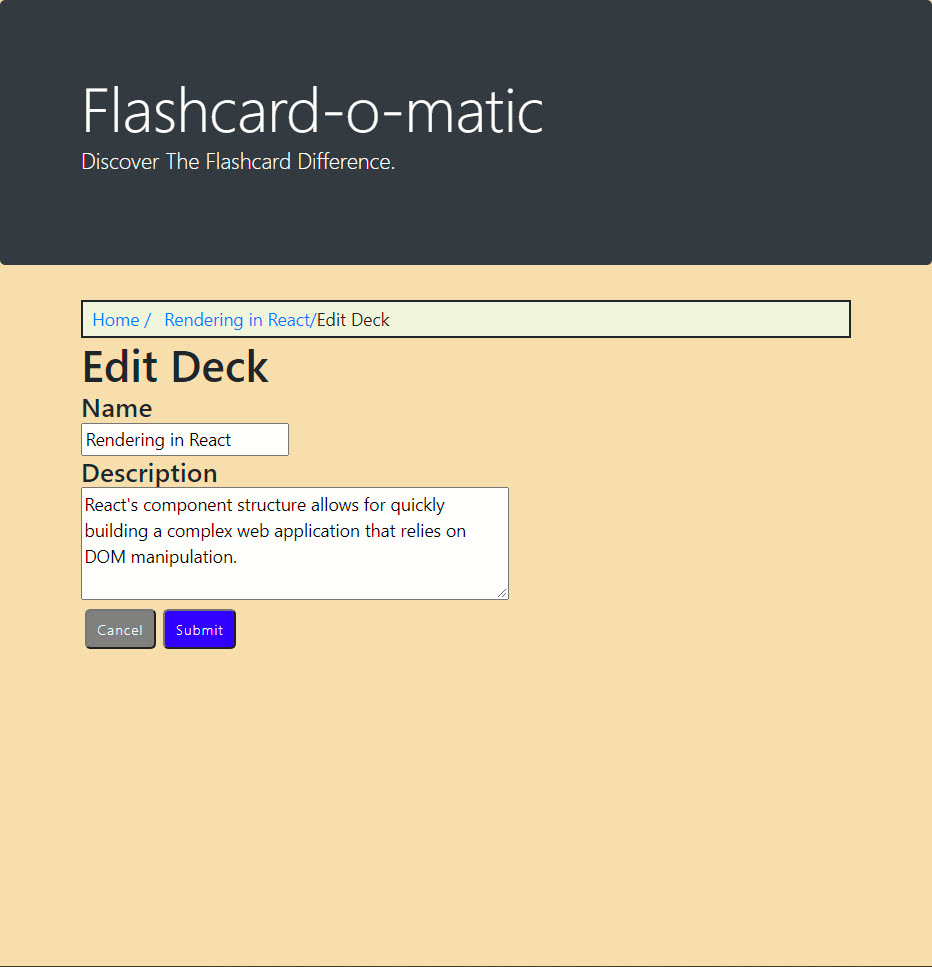 Flashcard-o-matic
Discover The Flashcard Difference.
Home / Rendering in React/Edit Deck
Edit Deck
Name
Rendering in React
Description
React's component structure allows for quickly
building a complex web application that relies on
DOM manipulation.
Cancel Submit